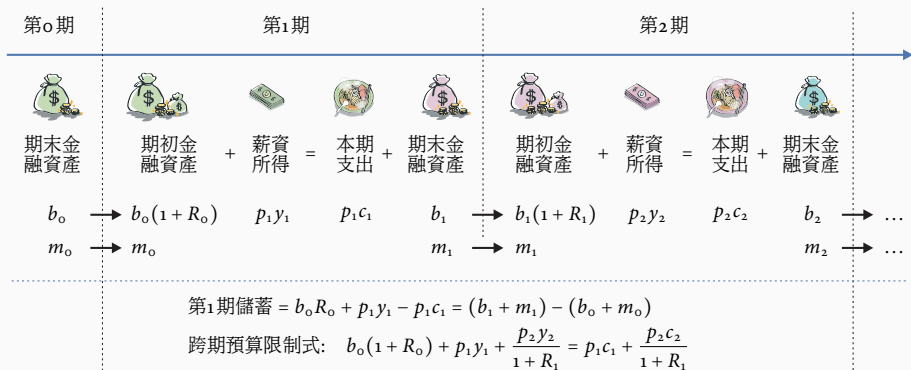 第0期 第1期 第2期
期末金融資產 期初金融資產 + 薪資所得 = 本期支出 + 期末金融資產 期初金融資產 + 薪資所得 = 本期支出 + 期末金融資產
b₀ → b₀(1 + R₀) p₁y₁ p₁c₁ b₁ → b₁(1 + R₁) p₂y₂ p₂c₂ b₂ → …
m₀ → m₀ m₁ → m₁ m₂ → …
第1期儲蓄 = b₀R₀ + p₁y₁ − p₁c₁ = (b₁ + m₁) − (b₀ + m₀)
跨期預算限制式: b₀(1 + R₀) + p₁y₁ + p₂y₂/(1 + R₁) = p₁c₁ + p₂c₂/(1 + R₁)